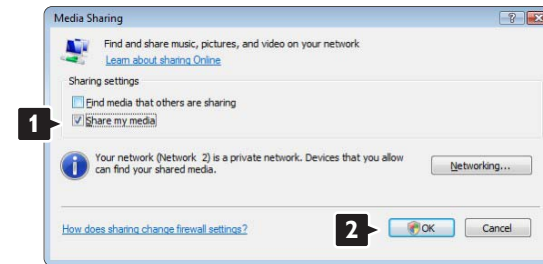 Media Sharing
Find and share music, pictures, and video on your network
Learn about sharing Online
Sharing settings
Find media that others are sharing
1
Share my media
Your network (Network 2) is a private network. Devices that you allow
can find your shared media.
Networking...
How does sharing change firewall settings?
2
OK
Cancel